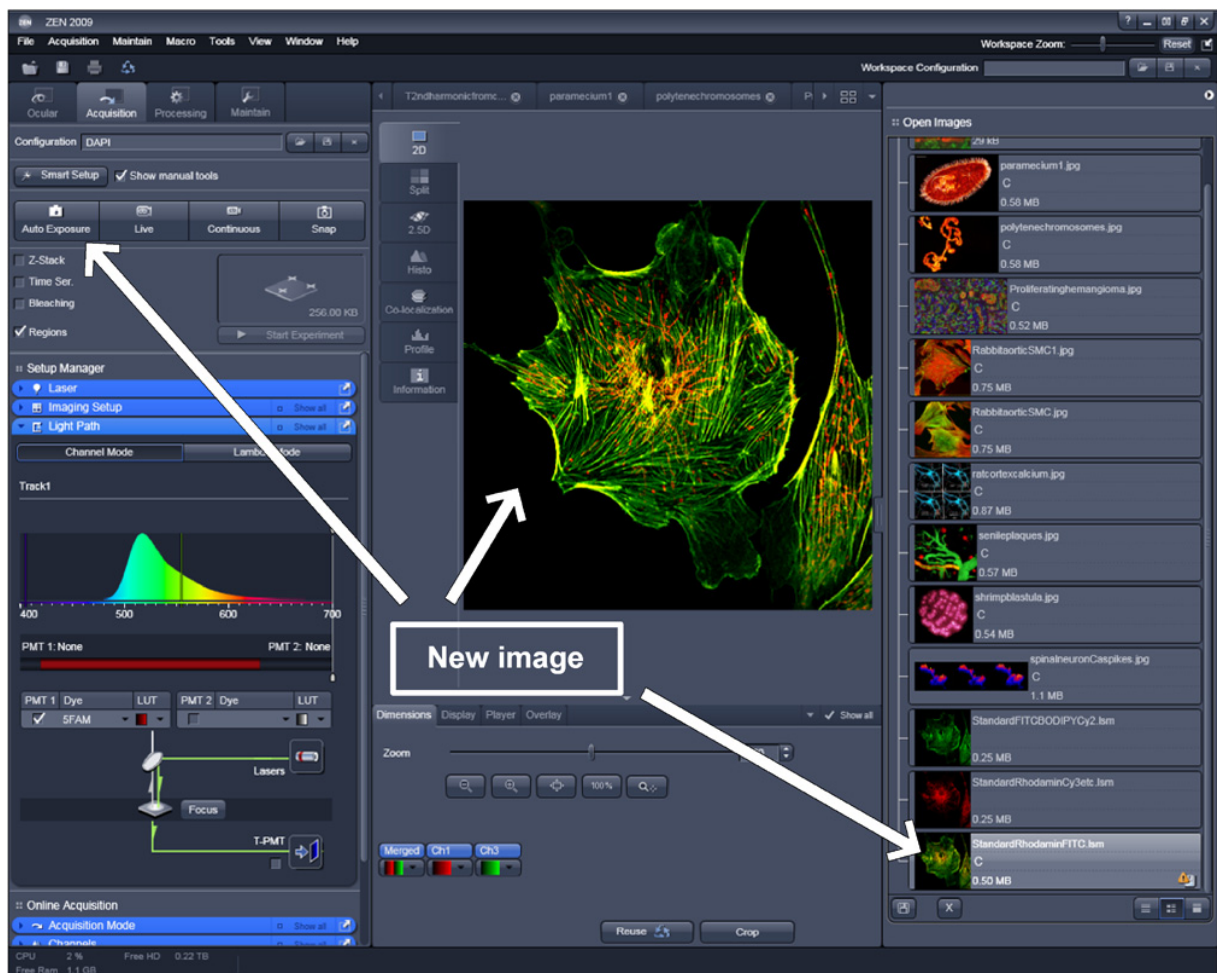 ZEN 2009
File Acquisition Maintain Macro Tools View Window Help
Workspace Zoom: Reset
Workspace Configuration
Ocular Acquisition Processing Maintain
Configuration DAPI
Smart Setup Show manual tools
Auto Exposure Live Continuous Snap
Z-Stack
Time Ser.
Bleaching
256.00 KB
Regions
Start Experiment
Setup Manager
Laser
Imaging Setup Show all
Light Path Show all
Channel Mode
Mode
Track1
400 500 600 700
PMT 1: None PMT 2: None
PMT 1 Dye LUT PMT 2 Dye LUT
5FAM
Lasers
Focus
T-PMT
Online Acquisition
Acquisition Mode Show all
Channels Show all
CPU 2 % Free HD 0.22 TB
Free Ram 1.1 GB
T2ndharmonicfromc... paramecium1 polytenechromosomes P
2D
Split
2.5D
Histo
Co-localization
Profile
Information
New image
Dimensions Display Player Overlay Show all
Zoom
100%
Merged Ch1 Ch3
Reuse Crop
Open Images
29 kB
paramecium1.jpg
C
0.58 MB
polytenechromosomes.jpg
C
0.58 MB
Proliferatinghemangioma.jpg
C
0.52 MB
RabbitaorticSMC1.jpg
C
0.75 MB
RabbitaorticSMC.jpg
C
0.75 MB
ratcortexcalcium.jpg
C
0.87 MB
senileplaques.jpg
C
0.57 MB
shrimpblastula.jpg
C
0.54 MB
spinalneuronCaspikes.jpg
C
1.1 MB
StandardFITCBODIPYCy2.lsm
0.25 MB
StandardRhodaminCy3etc.lsm
0.25 MB
StandardRhodaminFITC.lsm
C
0.50 MB